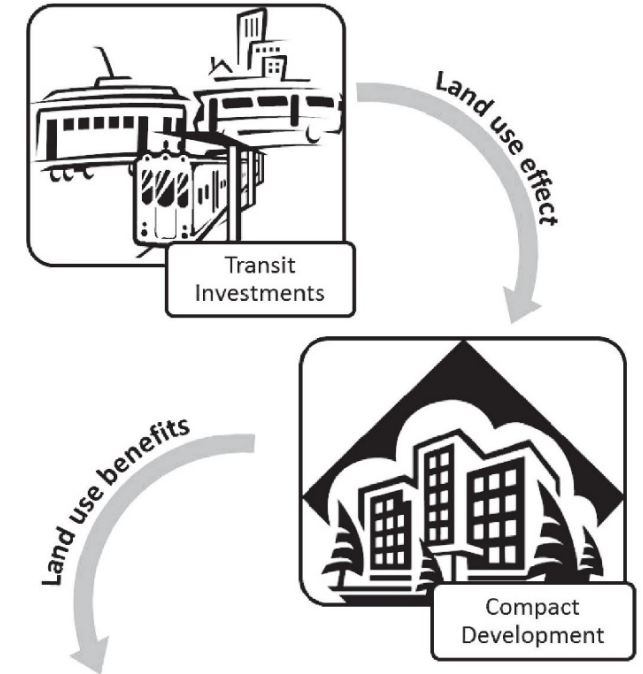 Land use effect
Transit
Investments
Land use benefits
Compact
Development